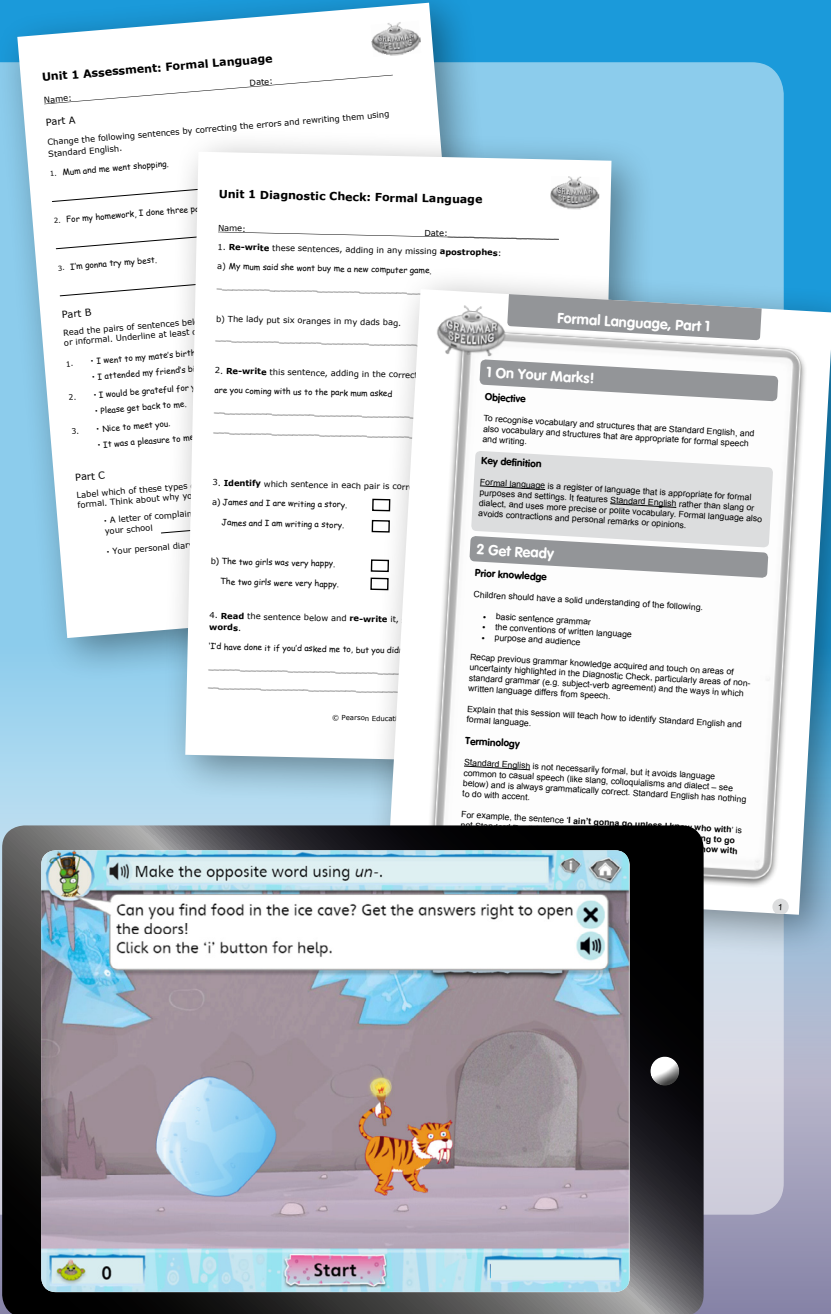 GRAMMAR
SPELLING
Unit 1 Assessment: Formal Language
Name:
Date:
Part A
Change the following sentences by correcting the errors and rewriting them using
Standard English.
1. Mum and me went shopping.
2. For my homework, I done three
3. I'm gonna try my best.
Part B
Read the pairs of sentences
or informal. Underline at least
1. • I went to my mate's
• I attended my friend's
2. • I would be grateful for
• Please get back to me.
3. • Nice to meet you.
• It was a pleasure to
Part C
Label which of these types
formal. Think about why
• A letter of
your school
• Your personal
GRAMMAR
SPELLING
Unit 1 Diagnostic Check: Formal Language
Name:
Date:
1. Re-write these sentences, adding in any missing apostrophes:
a) My mum said she wont buy me a new computer game.
b) The lady put six oranges in my dads bag.
2. Re-write this sentence, adding in the
are you coming with us to the park mum asked
3. Identify which sentence in each pair is
a) James and I are writing a story.
James and I am writing a story.
b) The two girls was very happy.
The two girls were very happy.
4. Read the sentence below and re-write it,
words.
'I'd have done it if you'd asked me to, but you
© Pearson
GRAMMAR
SPELLING
Formal Language, Part 1
1 On Your Marks!
Objective
To recognise vocabulary and structures that are Standard English, and
also vocabulary and structures that are appropriate for formal speech
and writing.
Key definition
Formal language is a register of language that is appropriate for formal
purposes and settings. It features Standard English rather than slang or
dialect, and uses more precise or polite vocabulary. Formal language also
avoids contractions and personal remarks or opinions.
2 Get Ready
Prior knowledge
Children should have a solid understanding of the following.
• basic sentence grammar
• the conventions of written language
• purpose and audience
Recap previous grammar knowledge acquired and touch on areas of
uncertainty highlighted in the Diagnostic Check, particularly areas of non-
standard grammar (e.g. subject-verb agreement) and the ways in which
written language differs from speech.
Explain that this session will teach how to identify Standard English and
formal language.
Terminology
Standard English is not necessarily formal, but it avoids language
common to casual speech (like slang, colloquialisms and dialect – see
below) and is always grammatically correct. Standard English has nothing
to do with accent.
For example, the sentence 'I ain't gonna go unless I know who with' is
to go
with
1
Make the opposite word using un-.
i
Can you find food in the ice cave? Get the answers right to open
the doors!
Click on the 'i' button for help.
0
Start